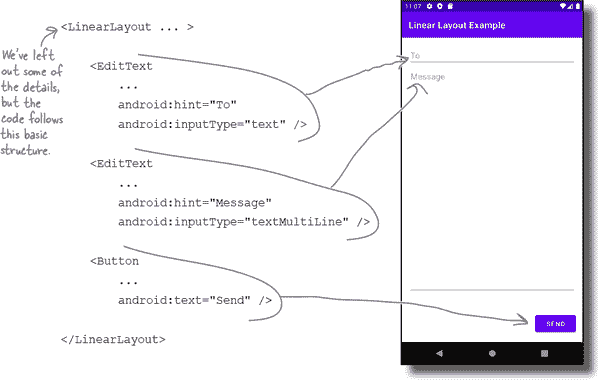 <LinearLayout ... >
We've left
out some of
the details,
but the
code follows
this basic
structure.
<EditText
...
android:hint="To"
android:inputType="text" />
<EditText
...
android:hint="Message"
android:inputType="textMultiLine" />
<Button
...
android:text="Send" />
</LinearLayout>
11:07
Linear Layout Example
To
Message
SEND